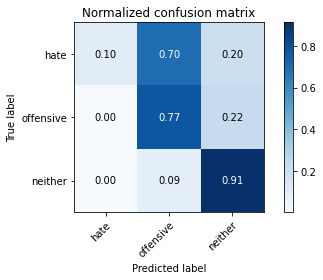 Normalized confusion matrix
True label
hate 0.10 0.70 0.20
offensive 0.00 0.77 0.22
neither 0.00 0.09 0.91
hate offensive neither
Predicted label
0.8
0.6
0.4
0.2